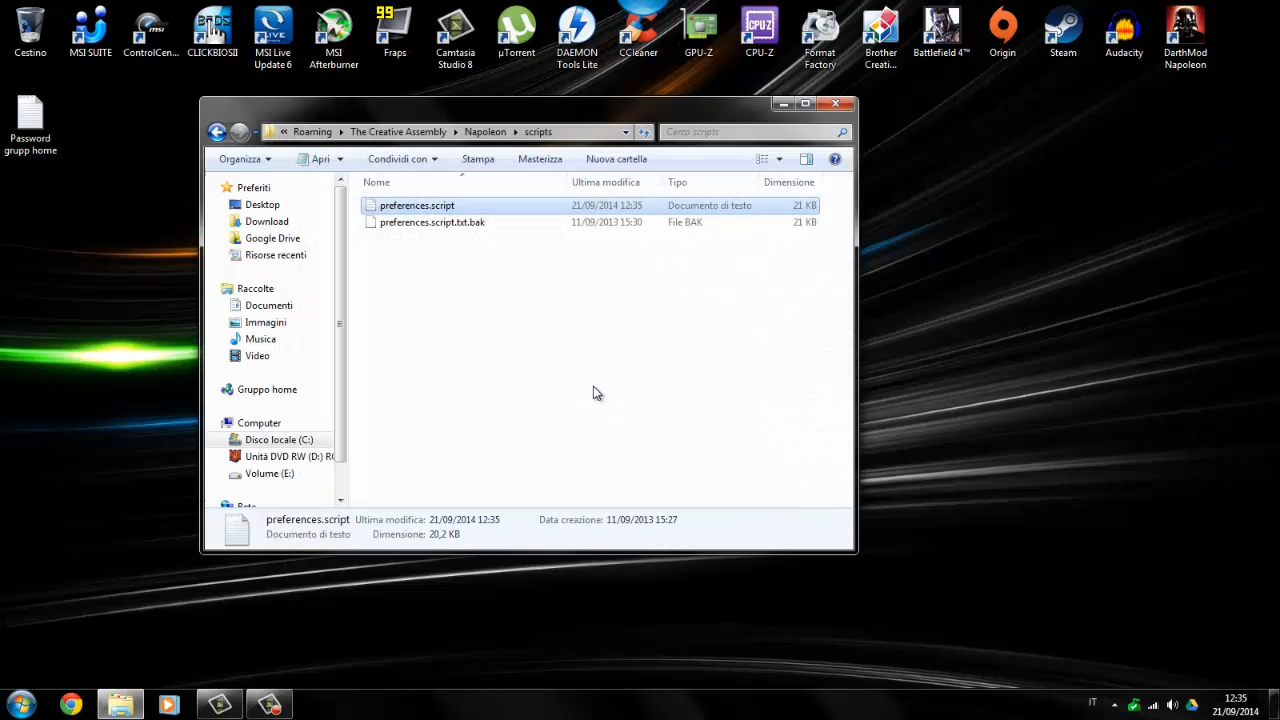 99
Cestino
MSI SUITE
ControlCen...
CLICKBIOSII
MSI Live
Update 6
MSI
Afterburner
Fraps
Camtasia
Studio 8
µTorrent
DAEMON
Tools Lite
CCleaner
GPU-Z
CPU-Z
Format
Factory
Brother
Creati...
Battlefield 4™
Origin
Steam
Audacity
DarthMod
Napoleon
Password
grupp home
« Roaming
The Creative Assembly
Napoleon
scripts
Cerca scripts
Organizza
Apri
Condividi con
Stampa
Masterizza
Nuova cartella
Nome
Ultima modifica
Tipo
Dimensione
preferences.script
21/09/2014 12:35
Documento di testo
21 KB
preferences.script.txt.bak
11/09/2013 15:30
File BAK
21 KB
Preferiti
Desktop
Download
Google Drive
Risorse recenti
Raccolte
Documenti
Immagini
Musica
Video
Gruppo home
Computer
Disco locale (C:)
Unità DVD RW (D:) RO
Volume (E:)
Rete
preferences.script
Ultima modifica: 21/09/2014 12:35
Data creazione: 11/09/2013 15:27
Documento di testo
Dimensione: 20,2 KB
IT
12:35
21/09/2014